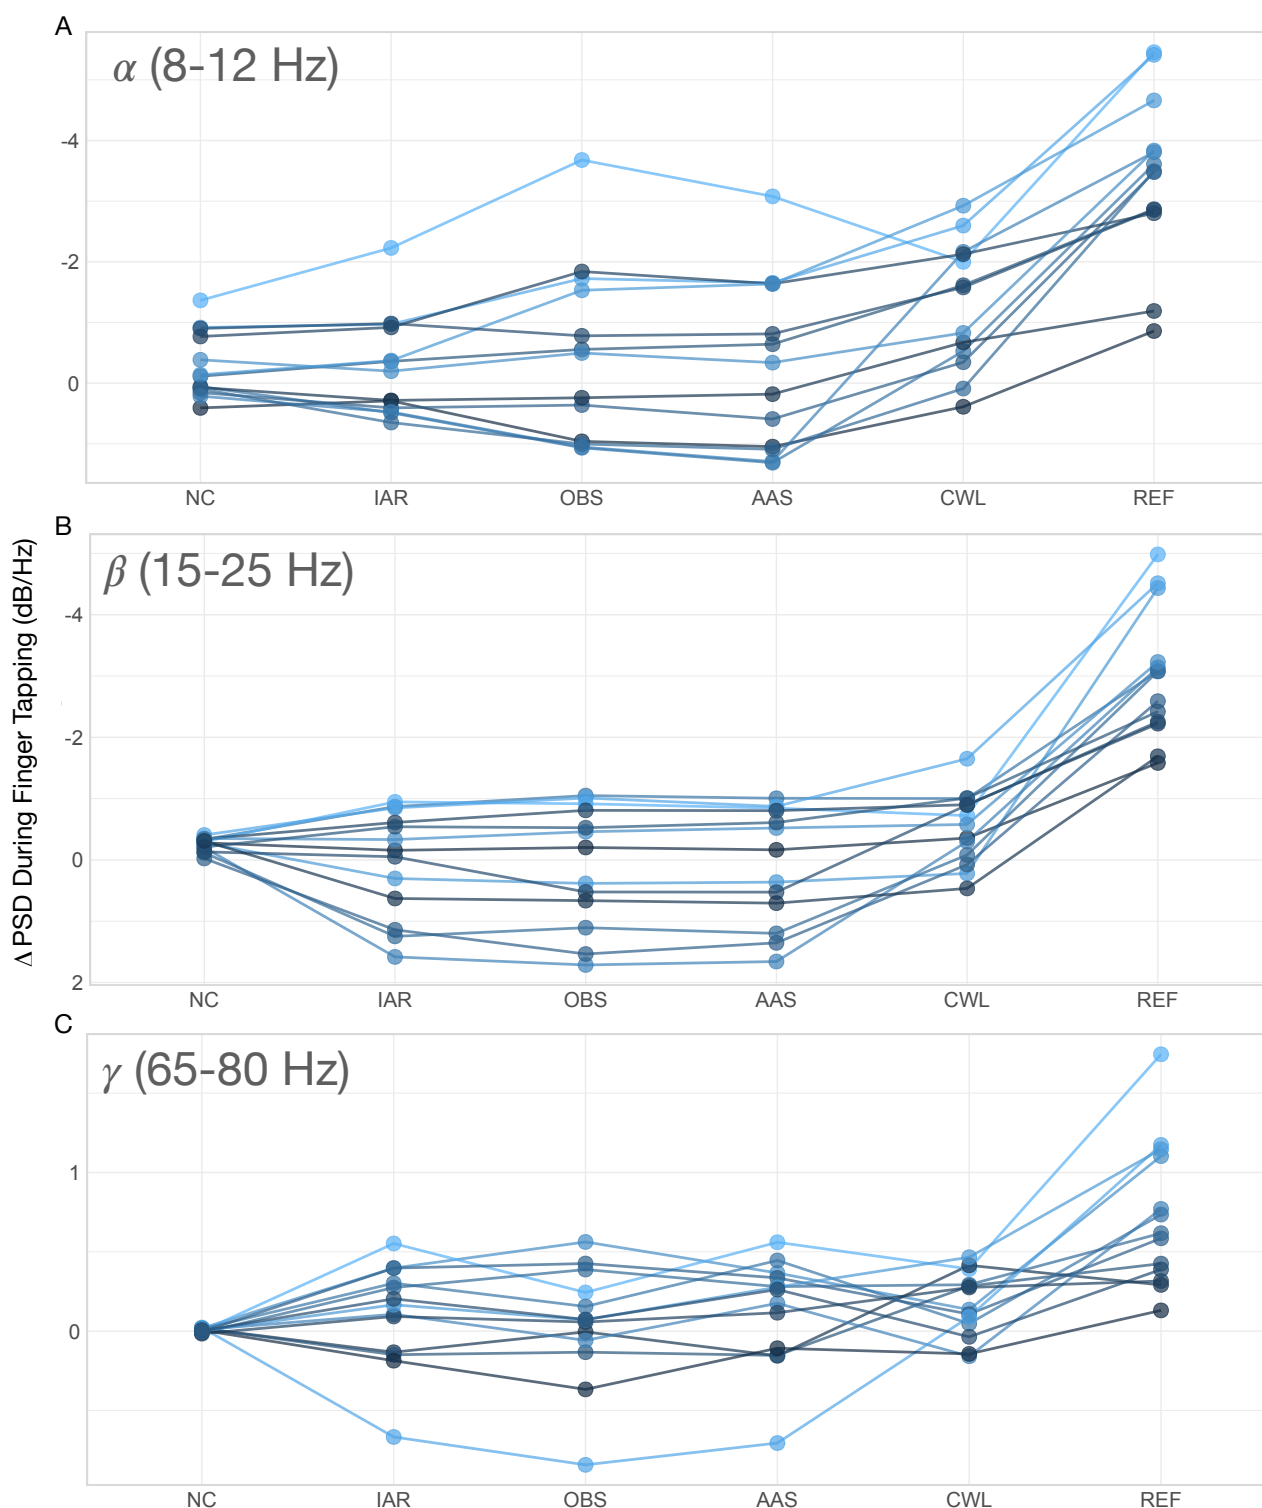 A
α (8-12 Hz)
-4
-2
0
NC IAR OBS AAS CWL REF
B
β (15-25 Hz)
-4
-2
0
2
NC IAR OBS AAS CWL REF
Δ PSD During Finger Tapping (dB/Hz)
C
γ (65-80 Hz)
1
0
NC IAR OBS AAS CWL REF